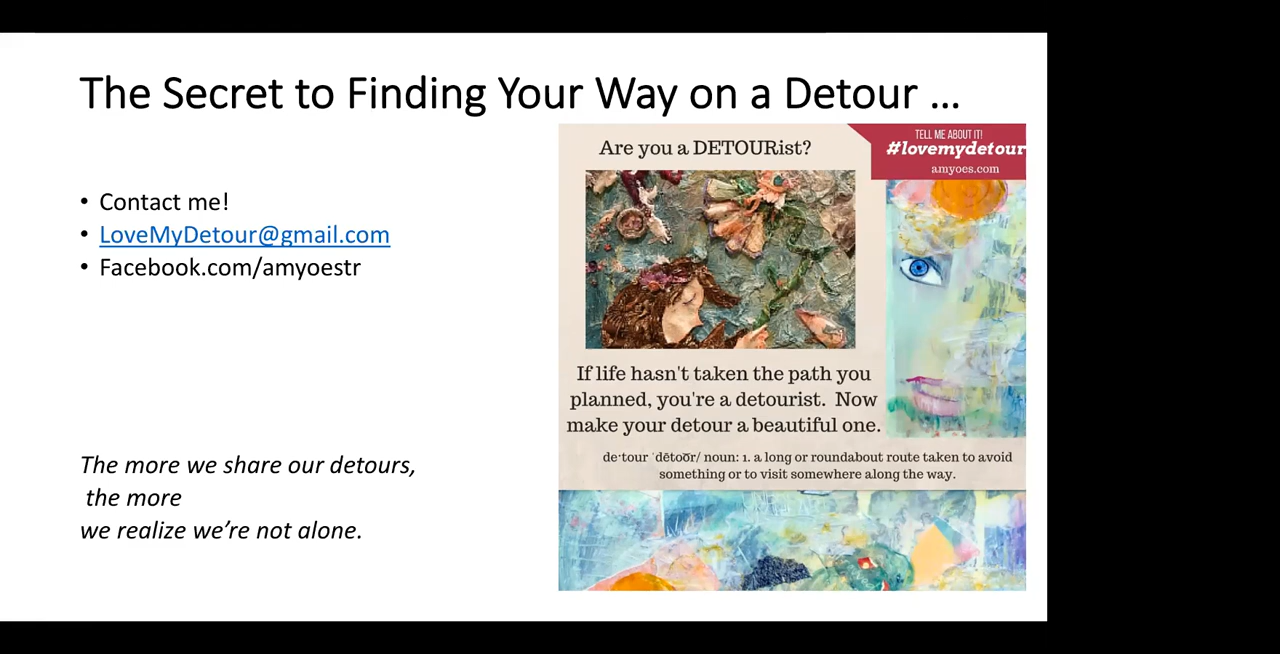 The Secret to Finding Your Way on a Detour ...
• Contact me!
• LoveMyDetour@gmail.com
• Facebook.com/amyoestr
The more we share our detours,
the more
we realize we’re not alone.
Are you a DETOURist?
TELL ME ABOUT IT!
#lovemydetour
amyoes.com
If life hasn't taken the path you
planned, you're a detourist. Now
make your detour a beautiful one.
de·tour ˈdētoor/ noun: 1. a long or roundabout route taken to avoid
something or to visit somewhere along the way.